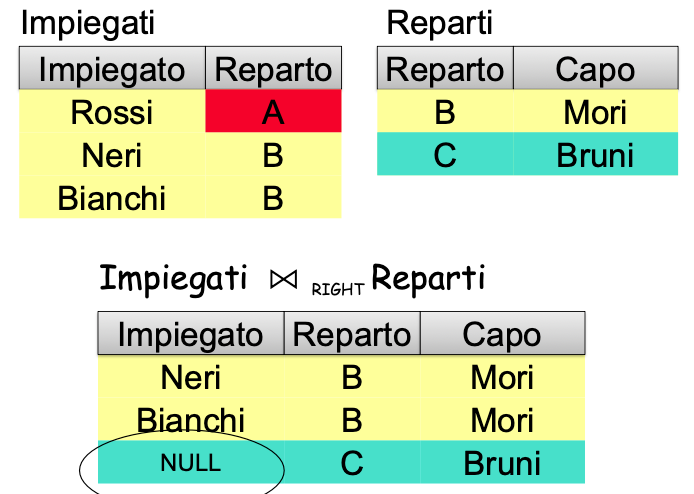 Impiegati
Impiegato Reparto
Rossi A
Neri B
Bianchi B
Reparti
Reparto Capo
B Mori
C Bruni
Impiegati ⋈ RIGHT Reparti
Impiegato Reparto Capo
Neri B Mori
Bianchi B Mori
NULL C Bruni